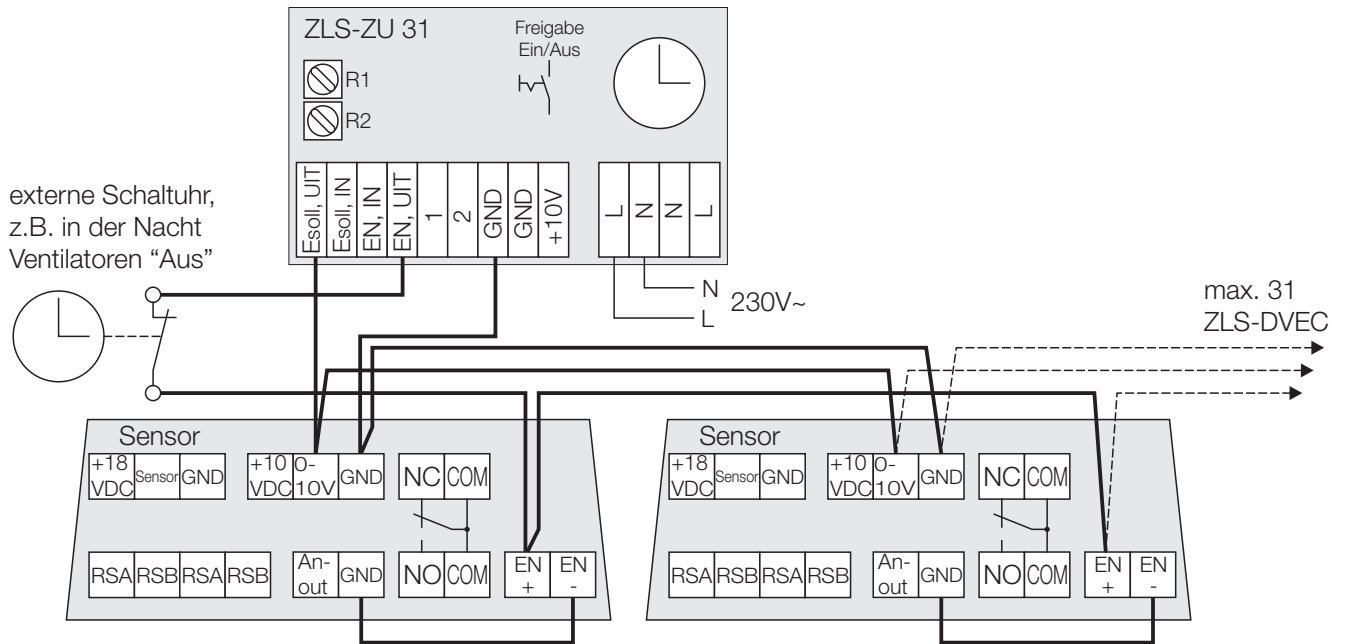 ZLS-ZU 31
Freigabe
Ein/Aus
R1
R2
Esoll, UIT
Esoll, IN
EN, IN
EN, UIT
1
2
GND
GND
+10V
L
N
N
L
externe Schaltuhr,
z.B. in der Nacht
Ventilatoren “Aus”
N
L
230V~
max. 31
ZLS-DVEC
Sensor
+18
VDC
Sensor
GND
+10
VDC
0-
10V
GND
NC
COM
RSA
RSB
RSA
RSB
An-
out
GND
NO
COM
EN
+
EN
-
Sensor
+18
VDC
Sensor
GND
+10
VDC
0-
10V
GND
NC
COM
RSA
RSB
RSA
RSB
An-
out
GND
NO
COM
EN
+
EN
-